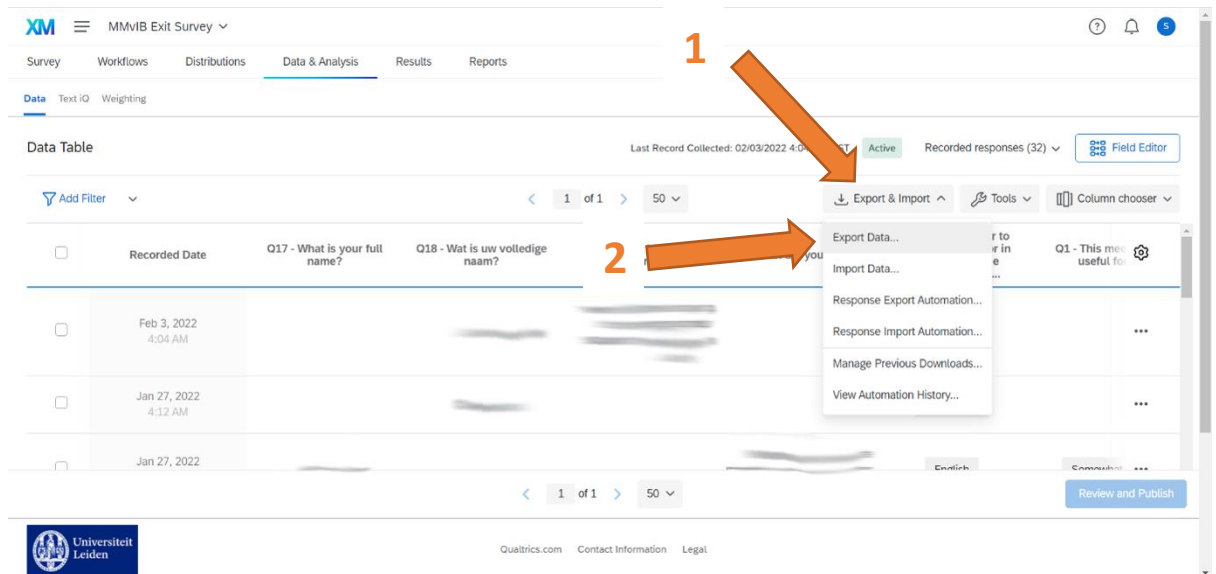 XM MMvIB Exit Survey
S
Survey Workflows Distributions Data & Analysis Results Reports
1
Data Text iQ Weighting
Data Table Last Record Collected: 02/03/2022 Active Recorded responses (32) Field Editor
Add Filter 1 of 1 50 Export & Import Tools Column chooser
Recorded Date
Q17 - What is your full
name?
Q18 - Wat is uw volledige
naam?
2
you
r to
r in
e
...
Q1 - This
useful
Export Data...
Import Data...
Response Export Automation...
Response Import Automation...
Manage Previous Downloads...
View Automation History...
Feb 3, 2022
4:04 AM
Jan 27, 2022
4:12 AM
Jan 27, 2022
English
1 of 1 50 Review and Publish
Universiteit
Leiden
Qualtrics.com Contact Information Legal